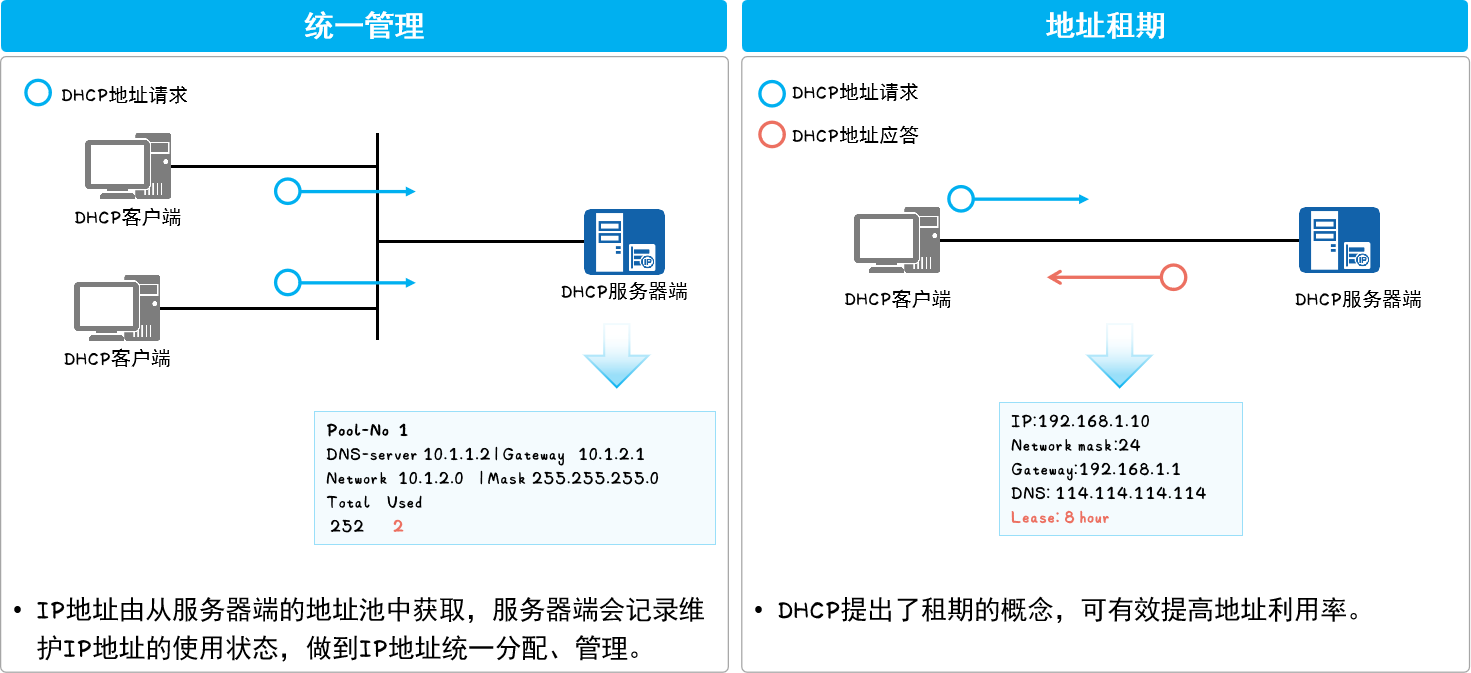 统一管理
DHCP地址请求
DHCP客户端
DHCP客户端
DHCP服务器端
Pool-No 1
DNS-server 10.1.1.2|Gateway 10.1.2.1
Network 10.1.2.0 |Mask 255.255.255.0
Total Used
252 2
• IP地址由从服务器端的地址池中获取，服务器端会记录维
护IP地址的使用状态，做到IP地址统一分配、管理。
地址租期
DHCP地址请求
DHCP地址应答
DHCP客户端
DHCP服务器端
IP:192.168.1.10
Network mask:24
Gateway:192.168.1.1
DNS: 114.114.114.114
Lease: 8 hour
• DHCP提出了租期的概念，可有效提高地址利用率。
IP
IP